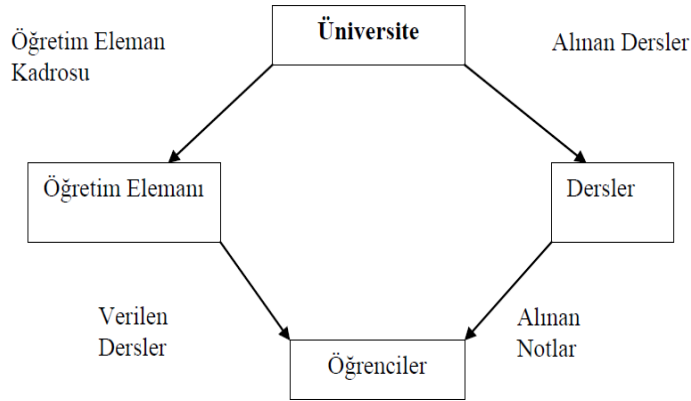 Öğretim Eleman
Kadrosu
Üniversite
Alınan Dersler
Öğretim Elemanı
Dersler
Verilen
Dersler
Alınan
Notlar
Öğrenciler